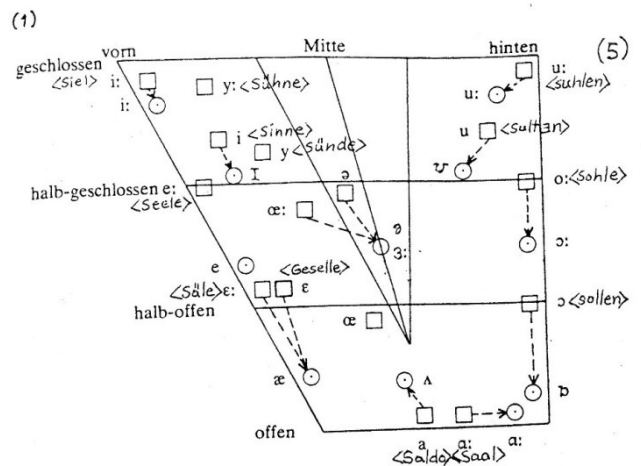 (1)
vorn Mitte hinten
geschlossen (5)
<Siel> i: y: <Sühne> u:
i: u: <suhlen>
i <Sinne> u <Sulten>
y <Sünde>
I ʊ
halb-geschlossen e: ə o: <Sohle>
<Seele>
œ:
ə
ɜ: ɔ:
e
<Geselle>
<Säle> ɛ: ɛ ɔ <sollen>
halb-offen
œ
æ ʌ
ɒ
offen
a ɑ: ɑ:
<Saldo> <Saal>